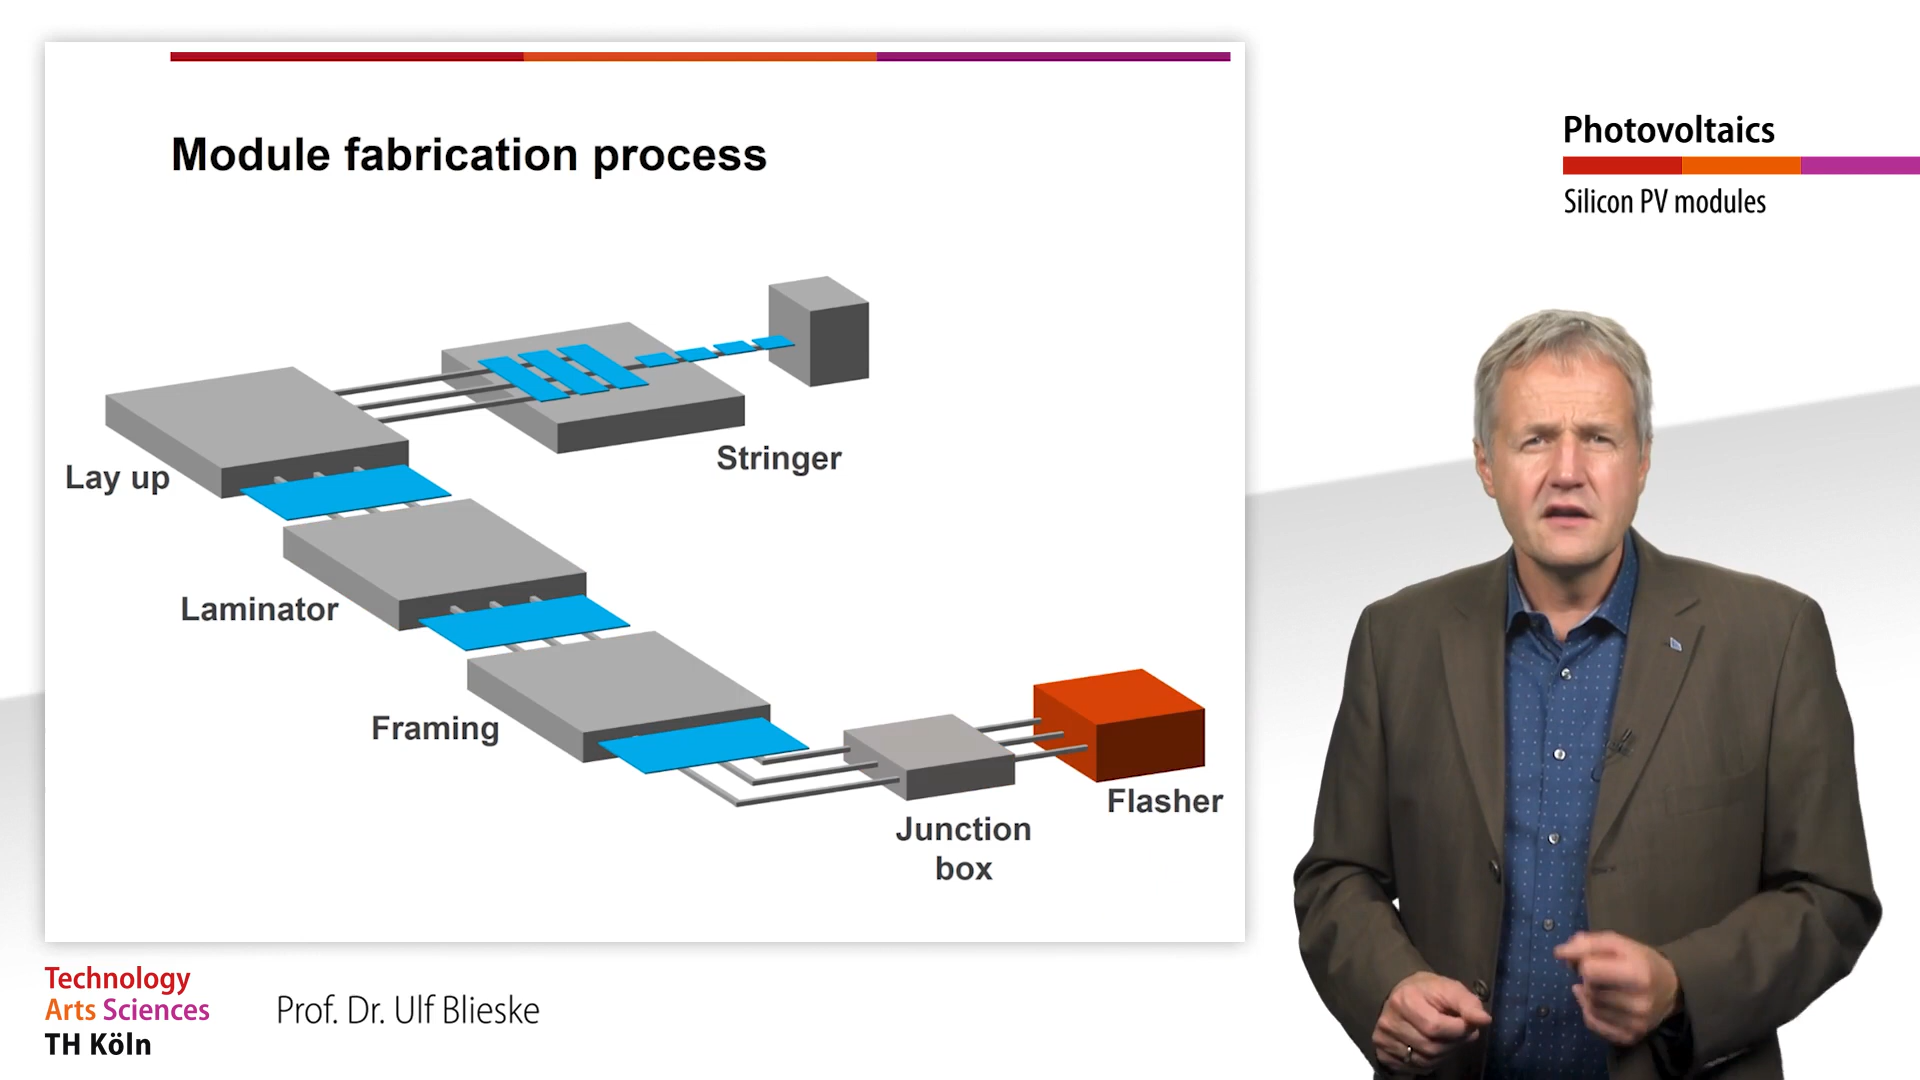 Module fabrication process
Photovoltaics
Silicon PV modules
Stringer
Lay up
Laminator
Framing
Flasher
Junction
box
Technology
Arts Sciences
TH Köln
Prof. Dr. Ulf Blieske